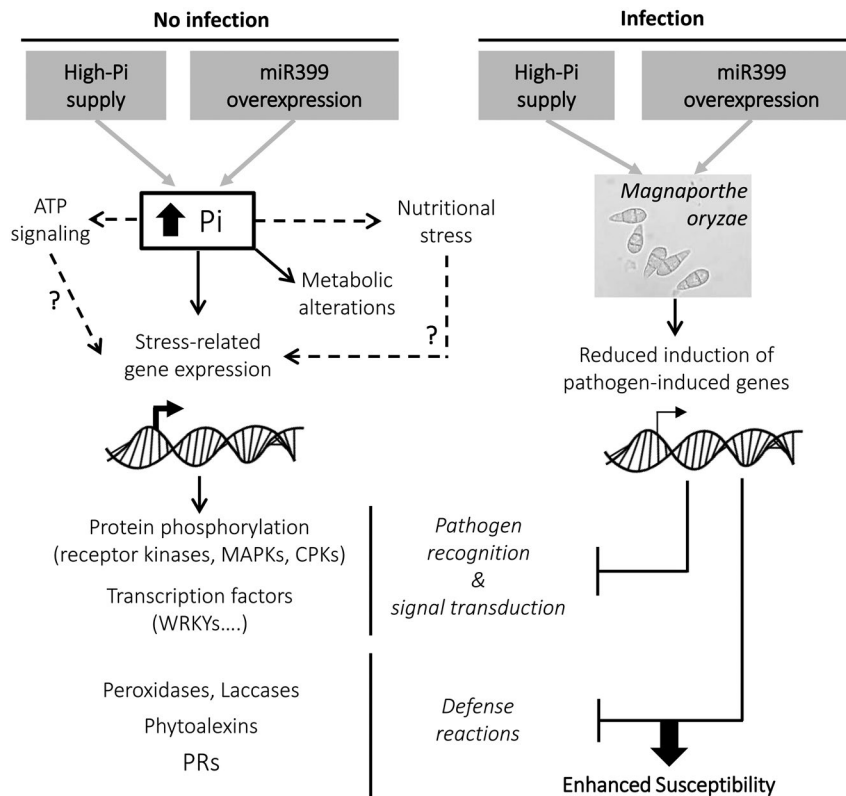 No infection
High-Pi
supply
miR399
overexpression
ATP
signaling
Pi
Nutritional
stress
?
Metabolic
alterations
?
Stress-related
gene expression
Protein phosphorylation
(receptor kinases, MAPKs, CPKs)
Transcription factors
(WRKYs....)
Peroxidases, Laccases
Phytoalexins
PRs
Pathogen
recognition
&
signal transduction
Defense
reactions
Infection
High-Pi
supply
miR399
overexpression
Magnaporthe
oryzae
Reduced induction of
pathogen-induced genes
Enhanced Susceptibility